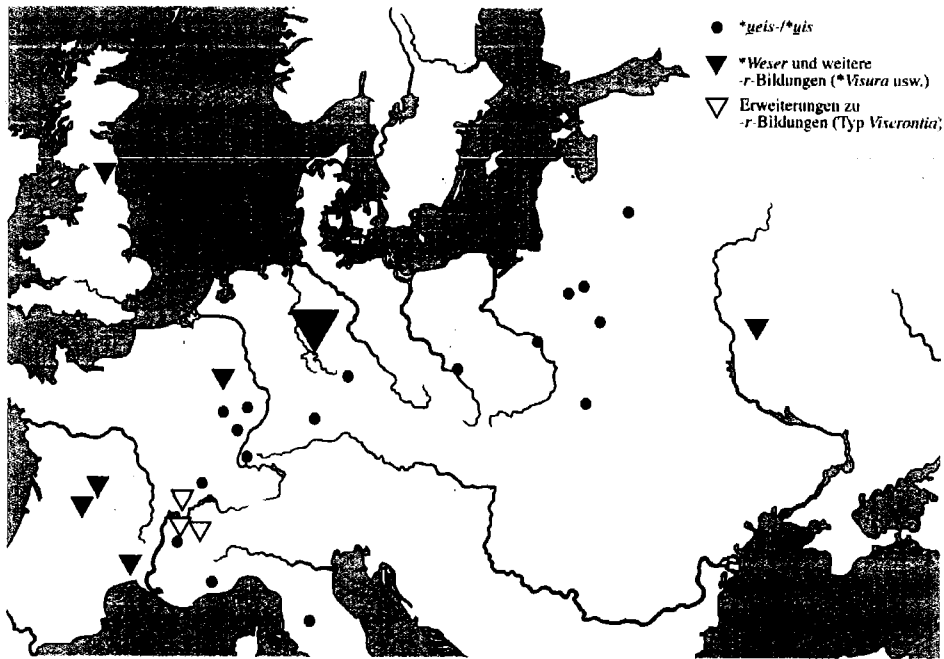 *u̯eis-/*u̯is
*Weser und weitere
-r-Bildungen (*Visura usw.)
Erweiterungen zu
-r-Bildungen (Typ Viserontia)